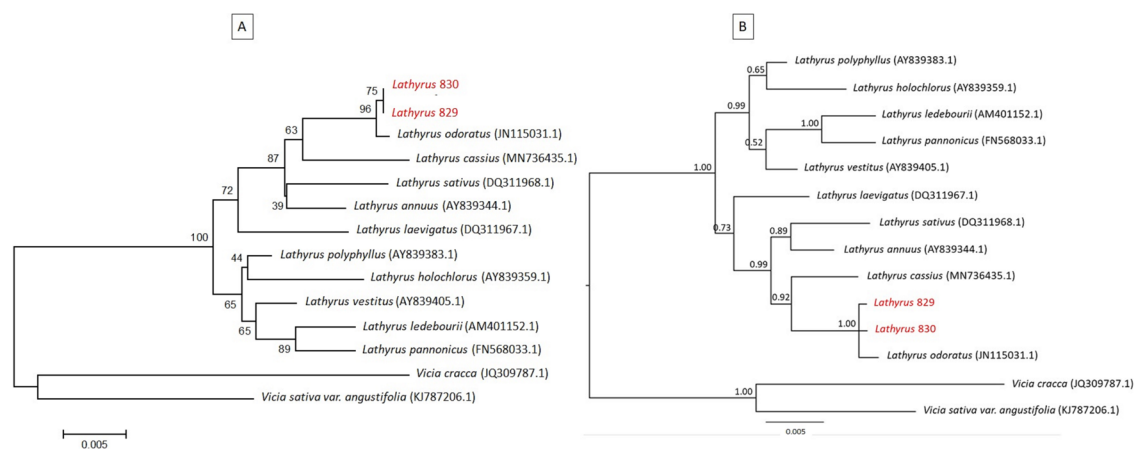 A
75
Lathyrus 830
96
Lathyrus 829
Lathyrus odoratus (JN115031.1)
63
Lathyrus cassius (MN736435.1)
87
Lathyrus sativus (DQ311968.1)
39
Lathyrus annuus (AY839344.1)
72
Lathyrus laevigatus (DQ311967.1)
100
Lathyrus polyphyllus (AY839383.1)
44
Lathyrus holochlorus (AY839359.1)
65
Lathyrus vestitus (AY839405.1)
65
Lathyrus ledebourii (AM401152.1)
89
Lathyrus pannonicus (FN568033.1)
Vicia cracca (JQ309787.1)
Vicia sativa var. angustifolia (KJ787206.1)
0.005
B
Lathyrus polyphyllus (AY839383.1)
0.65
Lathyrus holochlorus (AY839359.1)
0.99
Lathyrus ledebourii (AM401152.1)
1.00
Lathyrus pannonicus (FN568033.1)
0.52
Lathyrus vestitus (AY839405.1)
1.00
Lathyrus laevigatus (DQ311967.1)
0.73
Lathyrus sativus (DQ311968.1)
0.89
Lathyrus annuus (AY839344.1)
0.99
Lathyrus cassius (MN736435.1)
0.92
Lathyrus 829
1.00
Lathyrus 830
Lathyrus odoratus (JN115031.1)
Vicia cracca (JQ309787.1)
1.00
Vicia sativa var. angustifolia (KJ787206.1)
0.005